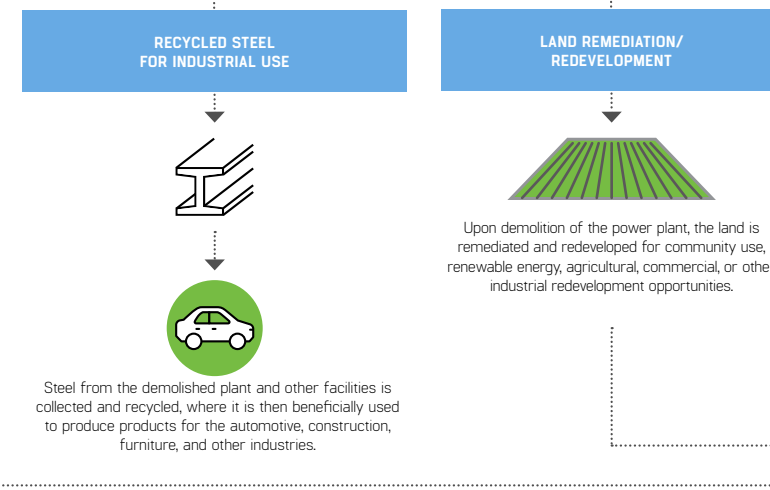 RECYCLED STEEL
FOR INDUSTRIAL USE
Steel from the demolished plant and other facilities is
collected and recycled, where it is then beneficially used
to produce products for the automotive, construction,
furniture, and other industries.
LAND REMEDIATION/
REDEVELOPMENT
Upon demolition of the power plant, the land is
remediated and redeveloped for community use,
renewable energy, agricultural, commercial, or othe
industrial redevelopment opportunities.